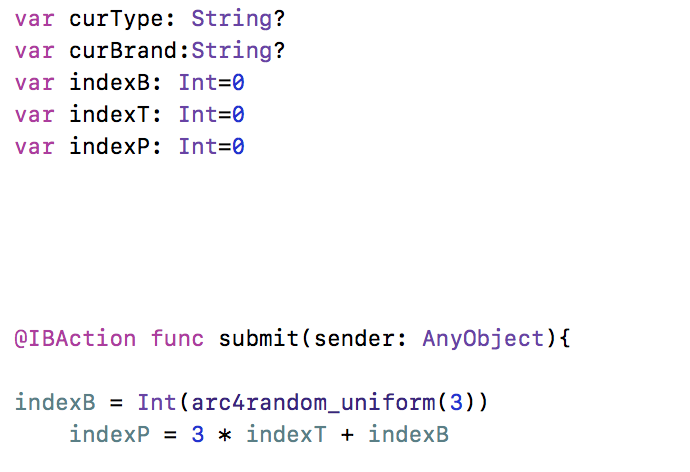 var curType: String?
var curBrand:String?
var indexB: Int=0
var indexT: Int=0
var indexP: Int=0
@IBAction func submit(sender: AnyObject){
indexB = Int(arc4random_uniform(3))
    indexP = 3 * indexT + indexB